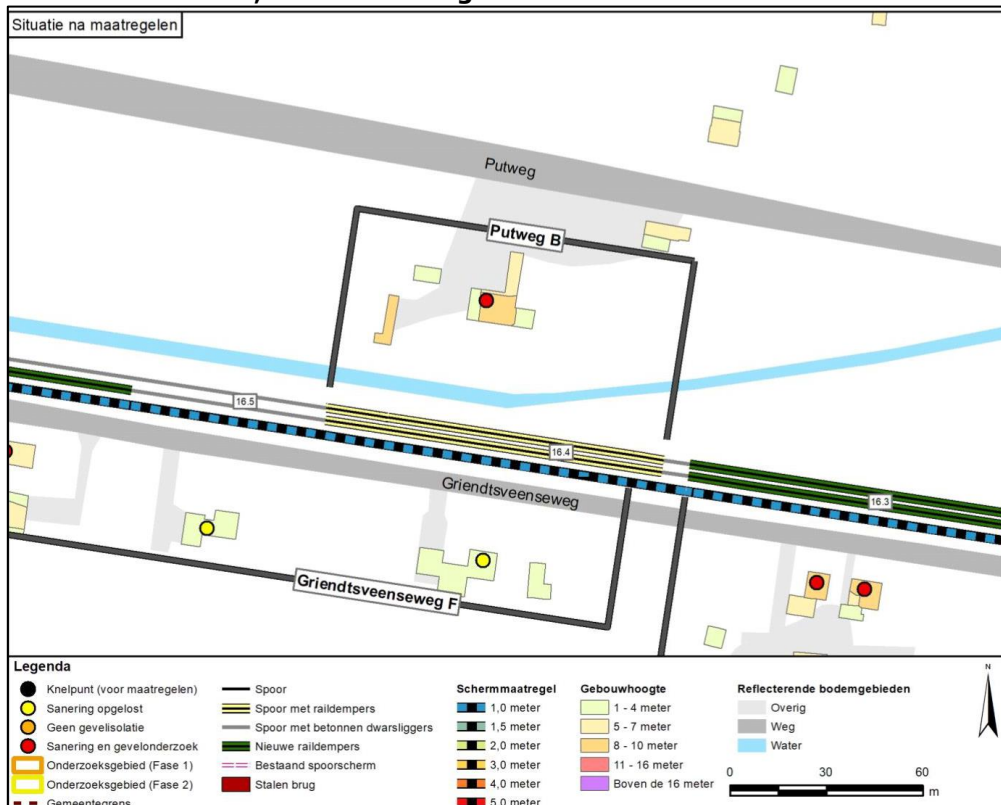 Situatie na maatregelen
Putweg
Putweg B
16.5
16.4
16.3
Griendtsveenseweg
Griendtsveenseweg F
Legenda
Knelpunt (voor maatregelen)
Sanering opgelost
Geen gevelisolatie
Sanering en gevelonderzoek
Onderzoeksgebied (Fase 1)
Onderzoeksgebied (Fase 2)
Gemeentegrens
Spoor
Spoor met raildempers
Spoor met betonnen dwarsliggers
Nieuwe raildempers
Bestaand spoorscherm
Stalen brug
Schermmaatregel
1,0 meter
1,5 meter
2,0 meter
3,0 meter
4,0 meter
5,0 meter
Gebouwhoogte
1 - 4 meter
5 - 7 meter
8 - 10 meter
11 - 16 meter
Boven de 16 meter
Reflecterende bodemgebieden
Overig
Weg
Water
N
0 30 60
m